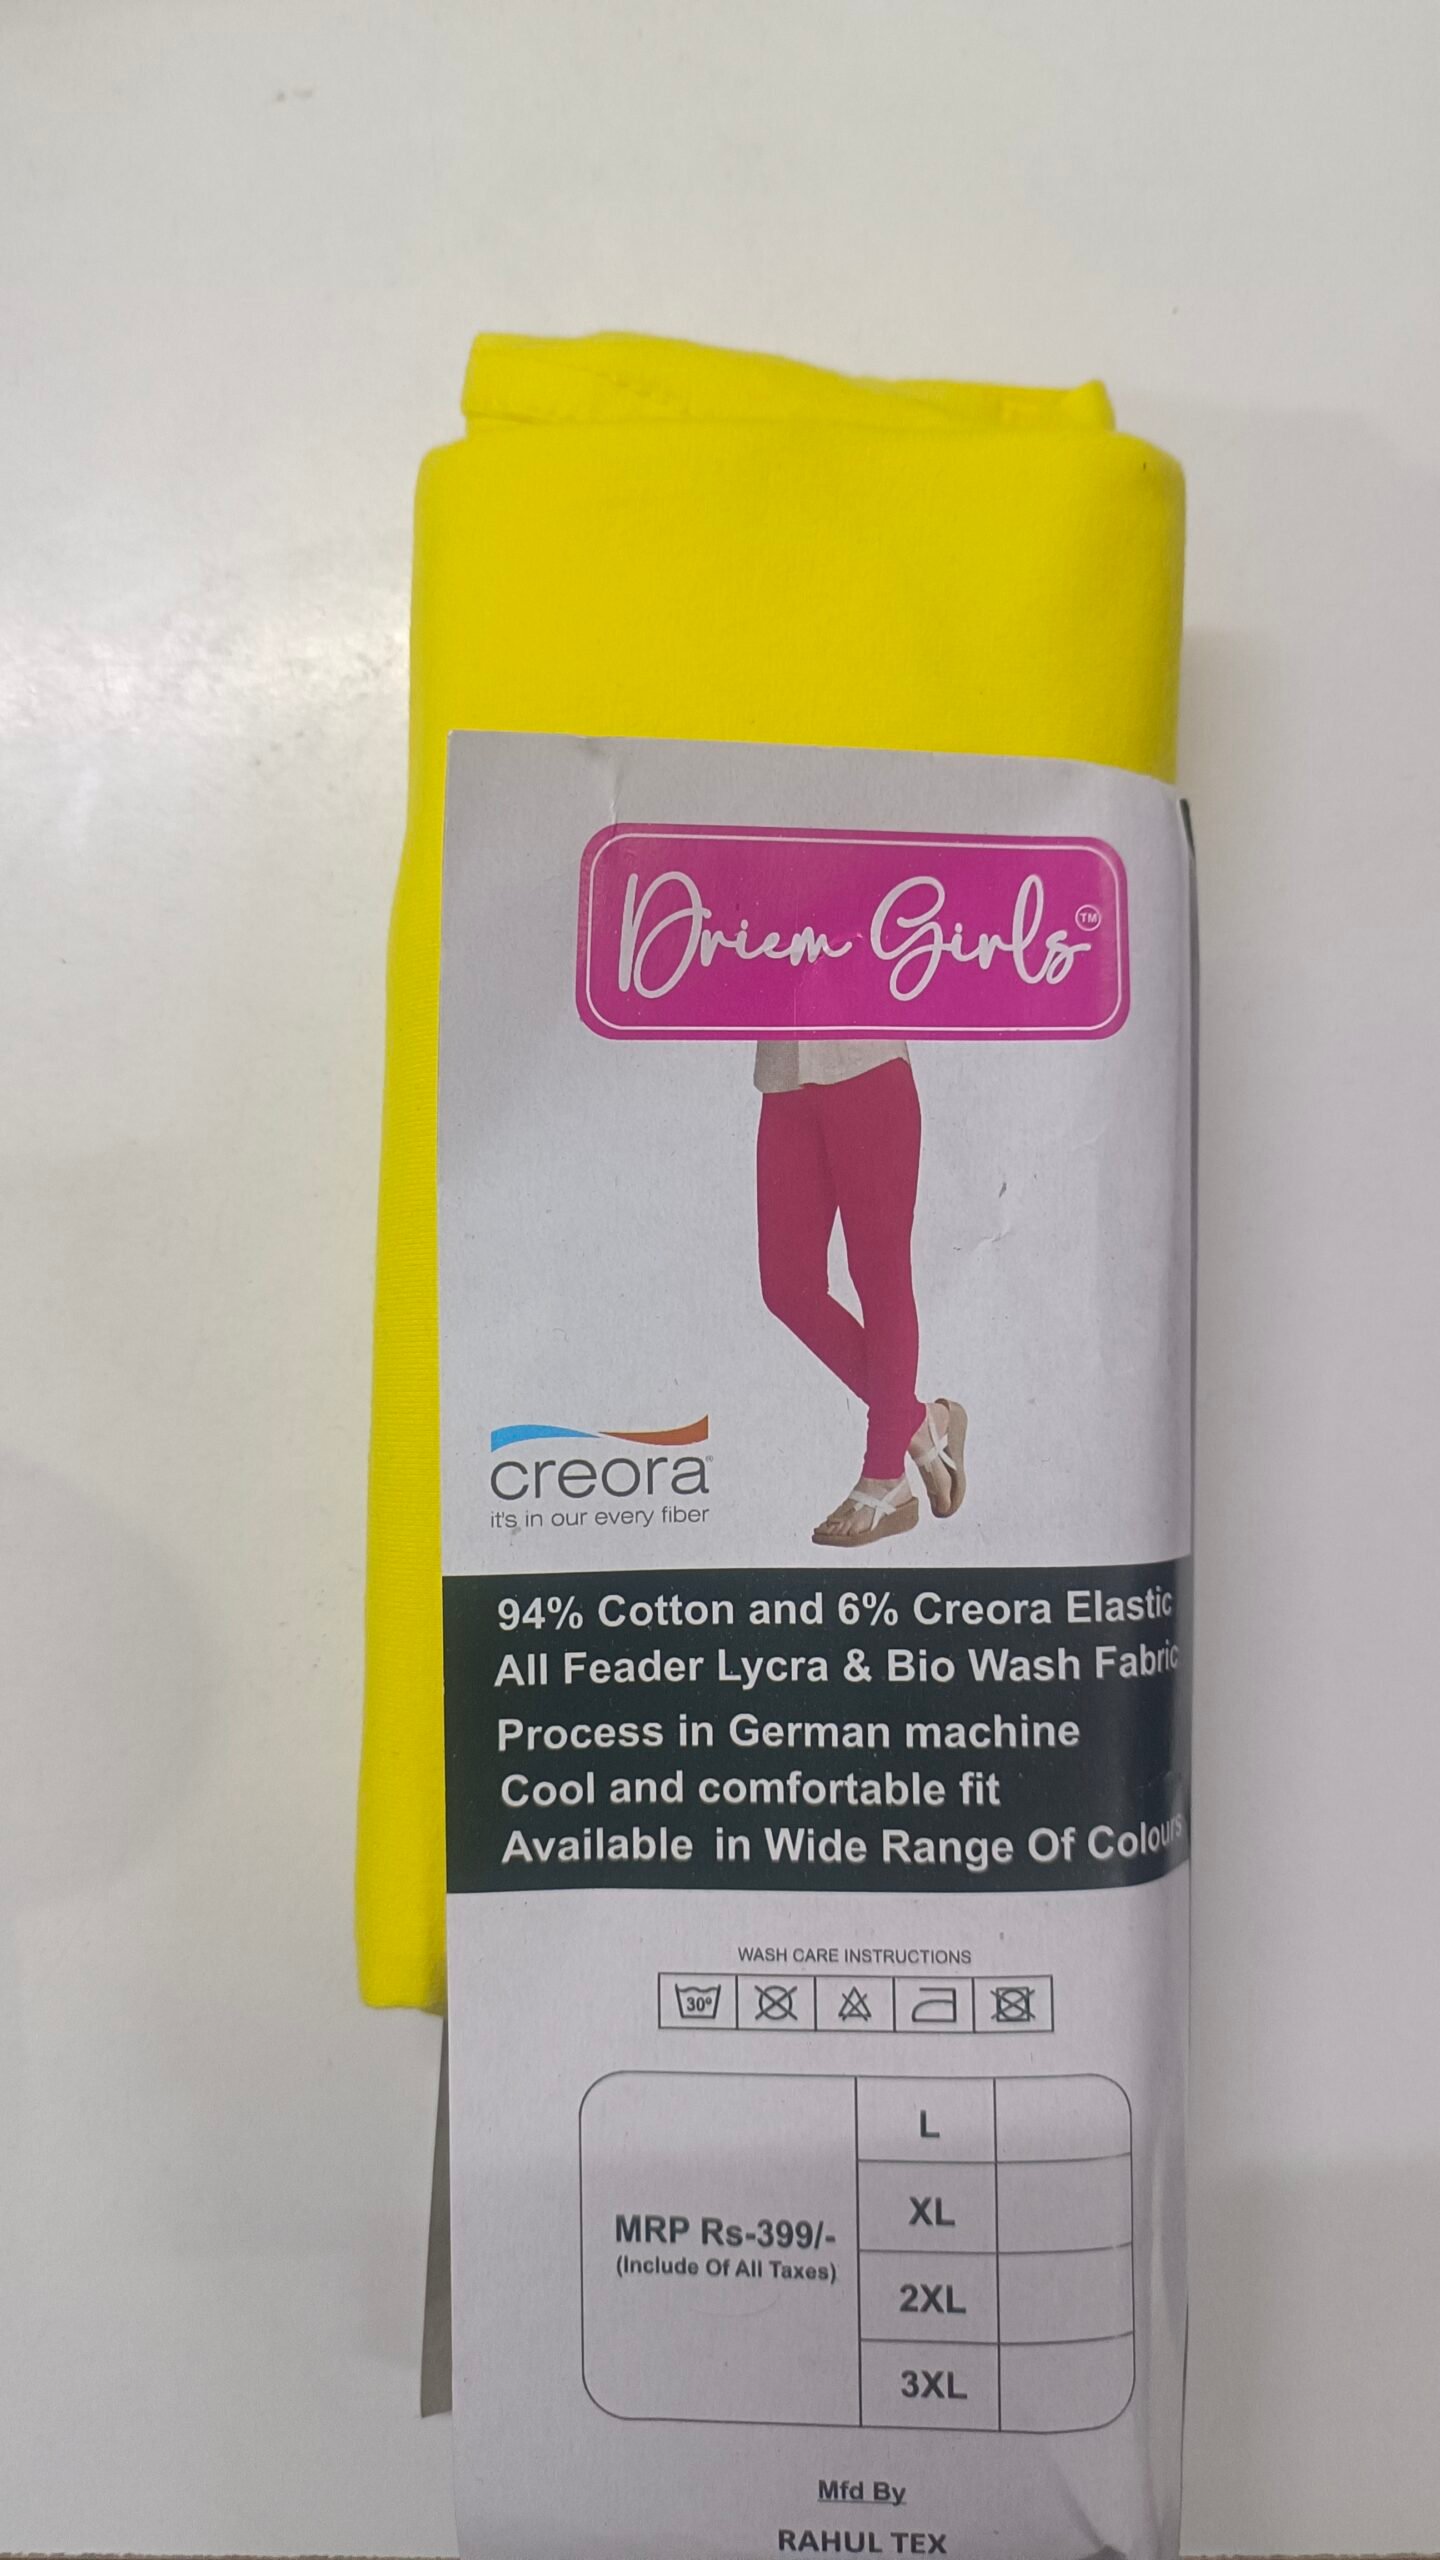 Driem Girls TM
creora®
it's in our every fiber
94% Cotton and 6% Creora Elastic
All Feader Lycra & Bio Wash Fabric
Process in German machine
Cool and comfortable fit
Available in Wide Range Of Colours
WASH CARE INSTRUCTIONS
30°
L
XL
MRP Rs-399/-
(Include Of All Taxes)
2XL
3XL
Mfd By
RAHUL TEX